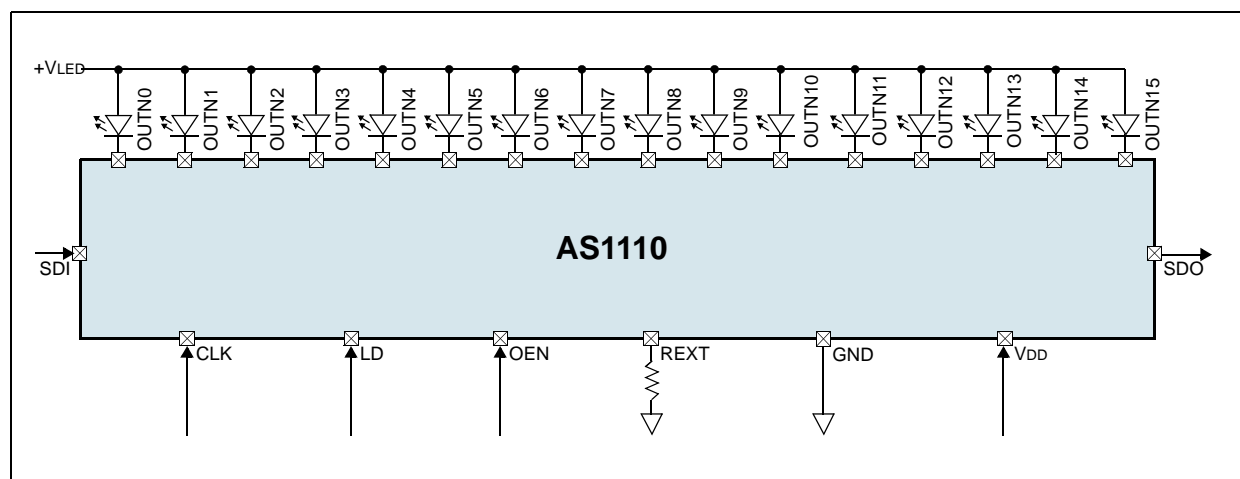 +VLED
OUTN0
OUTN1
OUTN2
OUTN3
OUTN4
OUTN5
OUTN6
OUTN7
OUTN8
OUTN9
OUTN10
OUTN11
OUTN12
OUTN13
OUTN14
OUTN15
AS1110
SDI
SDO
CLK
LD
OEN
REXT
GND
VDD